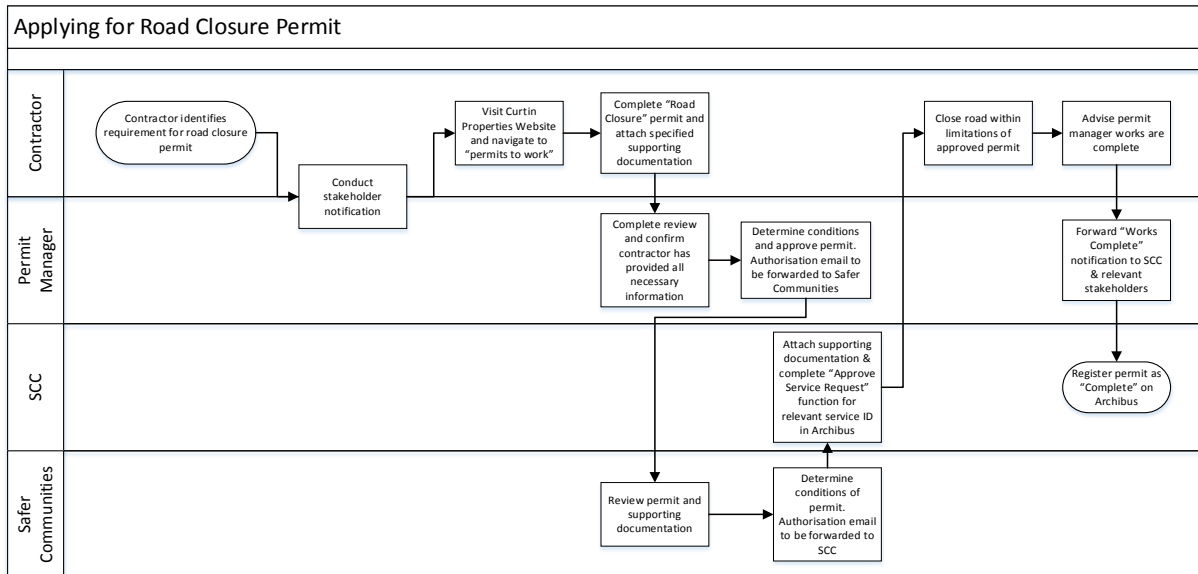 Applying for Road Closure Permit
Contractor
Contractor identifies
requirement for road closure
permit
Conduct
stakeholder
notification
Visit Curtin
Properties Website
and navigate to
“permits to work”
Complete “Road
Closure” permit and
attach specified
supporting
documentation
Close road within
limitations of
approved permit
Advise permit
manager works are
complete
Permit
Manager
Complete review
and confirm
contractor has
provided all
necessary
information
Determine conditions
and approve permit.
Authorisation email
to be forwarded to Safer
Communities
Forward “Works
Complete”
notification to SCC
& relevant
stakeholders
SCC
Attach supporting
documentation &
complete “Approve
Service Request”
function for
relevant service ID
in Archibus
Register permit as
“Complete” on
Archibus
Safer
Communities
Review permit and
supporting
documentation
Determine
conditions of
permit.
Authorisation email
to be forwarded to
SCC